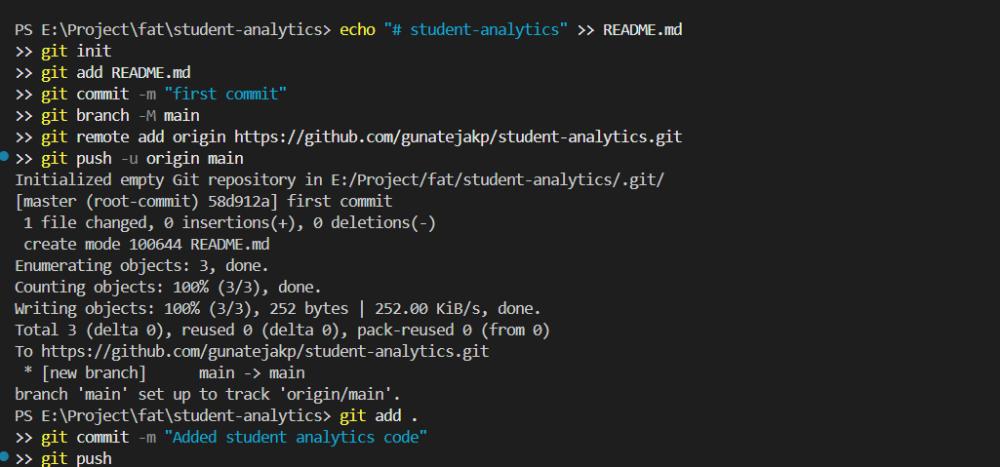 PS E:\Project\fat\student-analytics> echo "# student-analytics" >> README.md
>> git init
>> git add README.md
>> git commit -m "first commit"
>> git branch -M main
>> git remote add origin https://github.com/gunatejakp/student-analytics.git
>> git push -u origin main
Initialized empty Git repository in E:/Project/fat/student-analytics/.git/
[master (root-commit) 58d912a] first commit
 1 file changed, 0 insertions(+), 0 deletions(-)
 create mode 100644 README.md
Enumerating objects: 3, done.
Counting objects: 100% (3/3), done.
Writing objects: 100% (3/3), 252 bytes | 252.00 KiB/s, done.
Total 3 (delta 0), reused 0 (delta 0), pack-reused 0 (from 0)
To https://github.com/gunatejakp/student-analytics.git
 * [new branch]      main -> main
branch 'main' set up to track 'origin/main'.
PS E:\Project\fat\student-analytics> git add .
>> git commit -m "Added student analytics code"
>> git push